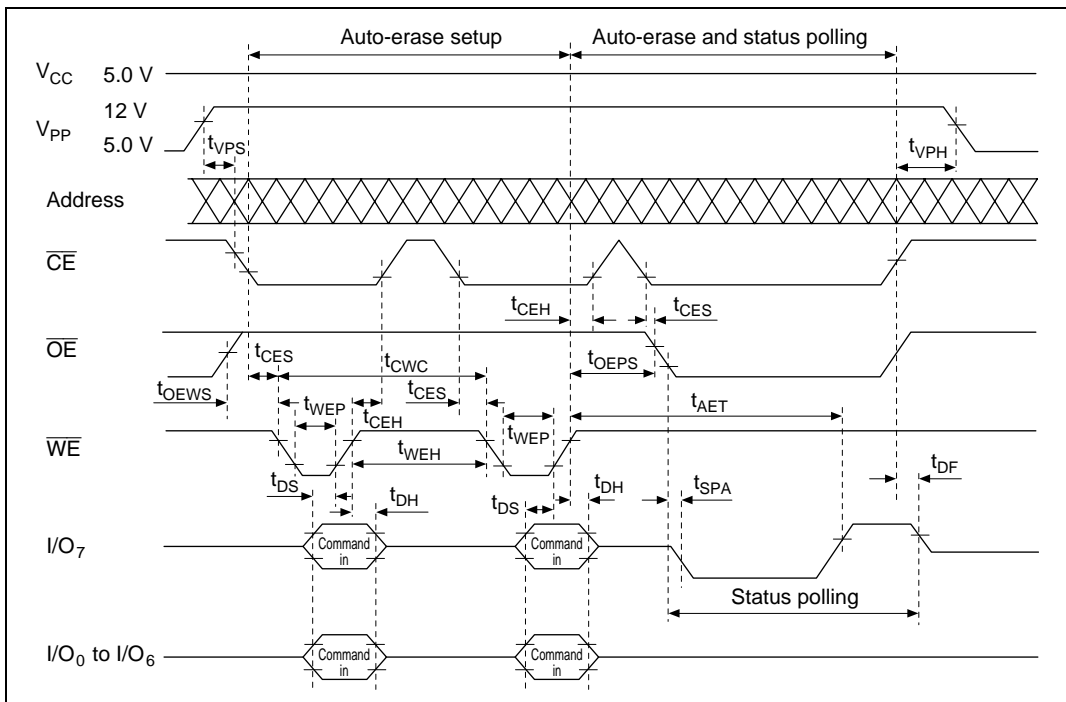 Auto-erase setup
Auto-erase and status polling
VCC 5.0 V
12 V
VPP
5.0 V
tVPS
tVPH
Address
CE
tCEH
tCES
OE
tCES
tCWC
tOEPS
tOEWS
tWEP
tCES
tCEH
tAET
WE
tWEP
tWEH
tDS
tDH
tDS
tDH
tSPA
tDF
I/O7
Command
in
Command
in
Status polling
I/O0 to I/O6
Command
in
Command
in